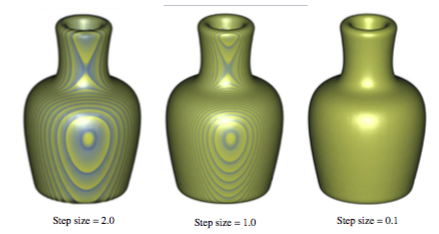 Step size = 2.0
Step size = 1.0
Step size = 0.1